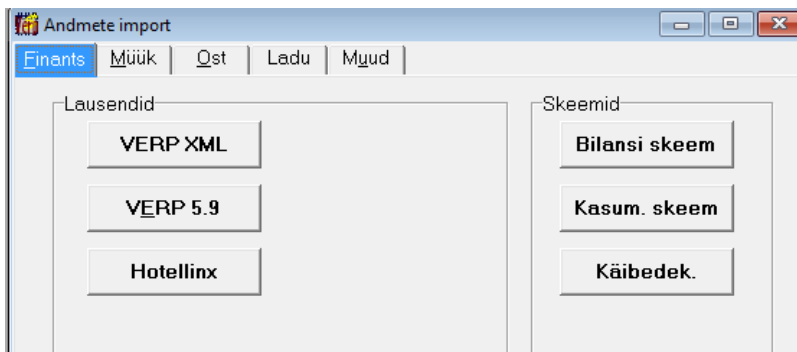 Andmete import
Finants Müük Ost Ladu Muud
Lausendid Skeemid
VERP XML Bilansi skeem
VERP 5.9 Kasum. skeem
Hotellinx Käibedek.